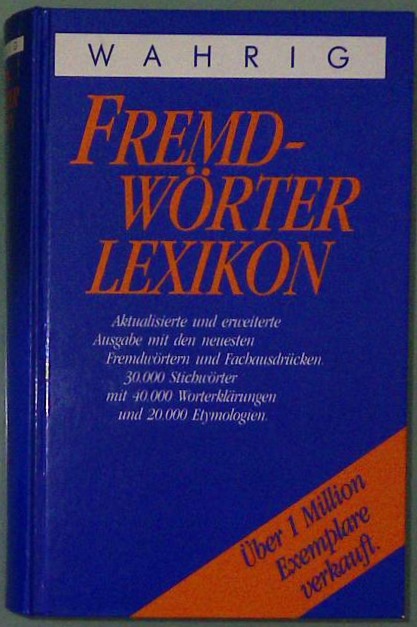 WAHRIG
FREMD-
WÖRTER
LEXIKON
Aktualisierte und erweiterte
Ausgabe mit den neuesten
Fremdwörtern und Fachausdrücken.
30.000 Stichwörter
mit 40.000 Worterklärungen
und 20.000 Etymologien.
Über 1 Million
Exemplare
verkauft.